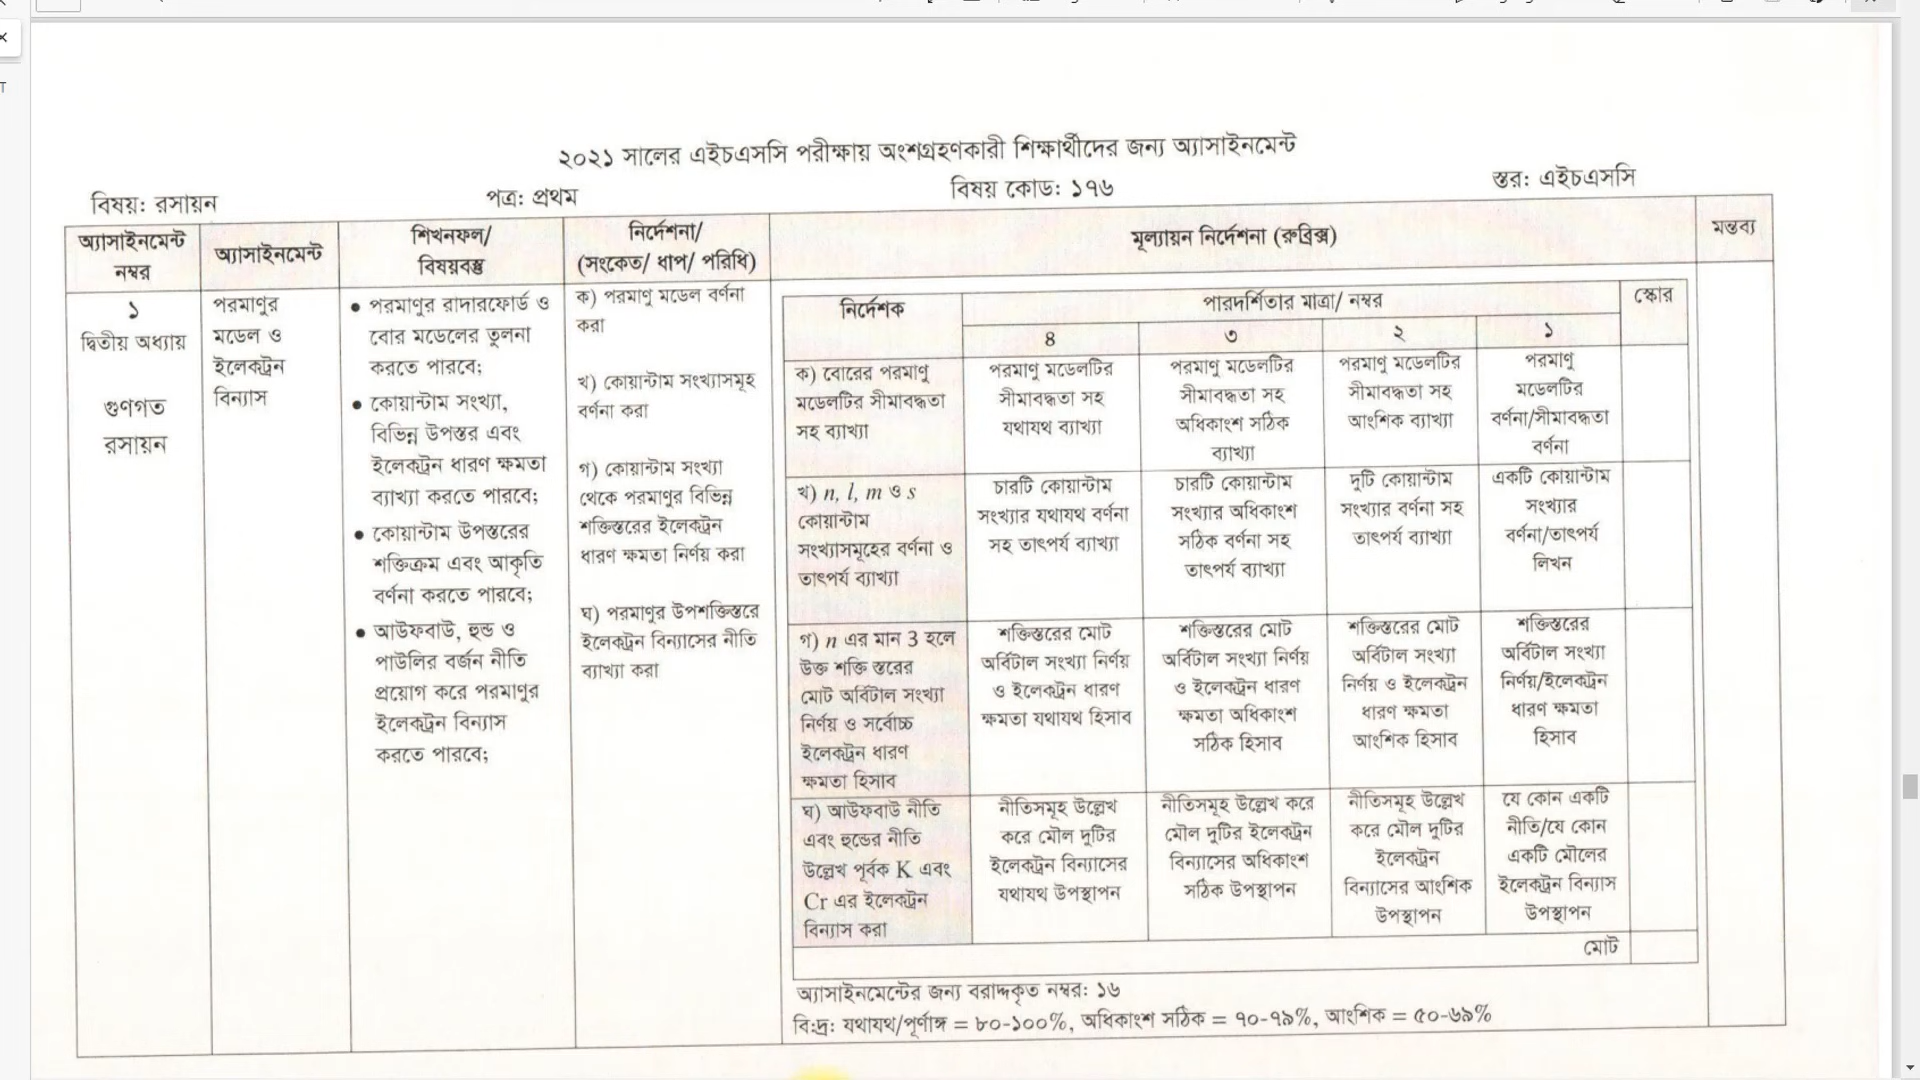 ২০২১ সালের এইচএসসি পরীক্ষায় অংশগ্রহণকারী শিক্ষার্থীদের জন্য অ্যাসাইনমেন্ট
বিষয়: রসায়ন
পত্র: প্রথম
বিষয় কোড: ১৭৬
স্তর: এইচএসসি
অ্যাসাইনমেন্ট
নম্বর
অ্যাসাইনমেন্ট
শিখনফল/
বিষয়বস্তু
নির্দেশনা/
(সংকেত/ ধাপ/ পরিধি)
মূল্যায়ন নির্দেশনা (রুব্রিক্স)
মন্তব্য
১
দ্বিতীয় অধ্যায়
গুণগত
রসায়ন
পরমাণুর
মডেল ও
ইলেকট্রন
বিন্যাস
● পরমাণুর রাদারফোর্ড ও
বোর মডেলের তুলনা
করতে পারবে;
● কোয়ান্টাম সংখ্যা,
বিভিন্ন উপস্তর এবং
ইলেকট্রন ধারণ ক্ষমতা
ব্যাখ্যা করতে পারবে;
● কোয়ান্টাম উপস্তরের
শক্তিক্রম এবং আকৃতি
বর্ণনা করতে পারবে;
● আউফবাউ, হুন্ড ও
পাউলির বর্জন নীতি
প্রয়োগ করে পরমাণুর
ইলেকট্রন বিন্যাস
করতে পারবে;
ক) পরমাণু মডেল বর্ণনা
করা
খ) কোয়ান্টাম সংখ্যাসমূহ
বর্ণনা করা
গ) কোয়ান্টাম সংখ্যা
থেকে পরমাণুর বিভিন্ন
শক্তিস্তরের ইলেকট্রন
ধারণ ক্ষমতা নির্ণয় করা
ঘ) পরমাণুর উপশক্তিস্তরে
ইলেকট্রন বিন্যাসের নীতি
ব্যাখ্যা করা
নির্দেশক
পারদর্শিতার মাত্রা/ নম্বর
স্কোর
৪
৩
২
১
ক) বোরের পরমাণু
মডেলটির সীমাবদ্ধতা
সহ ব্যাখ্যা
পরমাণু মডেলটির
সীমাবদ্ধতা সহ
যথাযথ ব্যাখ্যা
পরমাণু মডেলটির
সীমাবদ্ধতা সহ
অধিকাংশ সঠিক
ব্যাখ্যা
পরমাণু মডেলটির
সীমাবদ্ধতা সহ
আংশিক ব্যাখ্যা
পরমাণু
মডেলটির
বর্ণনা/সীমাবদ্ধতা
বর্ণনা
খ) n, l, m ও s
কোয়ান্টাম
সংখ্যাসমূহের বর্ণনা ও
তাৎপর্য ব্যাখ্যা
চারটি কোয়ান্টাম
সংখ্যার যথাযথ বর্ণনা
সহ তাৎপর্য ব্যাখ্যা
চারটি কোয়ান্টাম
সংখ্যার অধিকাংশ
সঠিক বর্ণনা সহ
তাৎপর্য ব্যাখ্যা
দুটি কোয়ান্টাম
সংখ্যার বর্ণনা সহ
তাৎপর্য ব্যাখ্যা
একটি কোয়ান্টাম
সংখ্যার
বর্ণনা/তাৎপর্য
লিখন
গ) n এর মান 3 হলে
উক্ত শক্তি স্তরের
মোট অর্বিটাল সংখ্যা
নির্ণয় ও সর্বোচ্চ
ইলেকট্রন ধারণ
ক্ষমতা হিসাব
শক্তিস্তরের মোট
অর্বিটাল সংখ্যা নির্ণয়
ও ইলেকট্রন ধারণ
ক্ষমতা যথাযথ হিসাব
শক্তিস্তরের মোট
অর্বিটাল সংখ্যা নির্ণয়
ও ইলেকট্রন ধারণ
ক্ষমতা অধিকাংশ
সঠিক হিসাব
শক্তিস্তরের মোট
অর্বিটাল সংখ্যা
নির্ণয় ও ইলেকট্রন
ধারণ ক্ষমতা
আংশিক হিসাব
শক্তিস্তরের
অর্বিটাল সংখ্যা
নির্ণয়/ইলেকট্রন
ধারণ ক্ষমতা
হিসাব
ঘ) আউফবাউ নীতি
এবং হুন্ডের নীতি
উল্লেখ পূর্বক K এবং
Cr এর ইলেকট্রন
বিন্যাস করা
নীতিসমূহ উল্লেখ
করে মৌল দুটির
ইলেকট্রন বিন্যাসের
যথাযথ উপস্থাপন
নীতিসমূহ উল্লেখ করে
মৌল দুটির ইলেকট্রন
বিন্যাসের অধিকাংশ
সঠিক উপস্থাপন
নীতিসমূহ উল্লেখ
করে মৌল দুটির
ইলেকট্রন
বিন্যাসের আংশিক
উপস্থাপন
যে কোন একটি
নীতি/যে কোন
একটি মৌলের
ইলেকট্রন বিন্যাস
উপস্থাপন
মোট
অ্যাসাইনমেন্টের জন্য বরাদ্দকৃত নম্বর: ১৬
বি:দ্র: যথাযথ/পূর্ণাঙ্গ = ৮০-১০০%, অধিকাংশ সঠিক = ৭০-৭৯%, আংশিক = ৫০-৬৯%